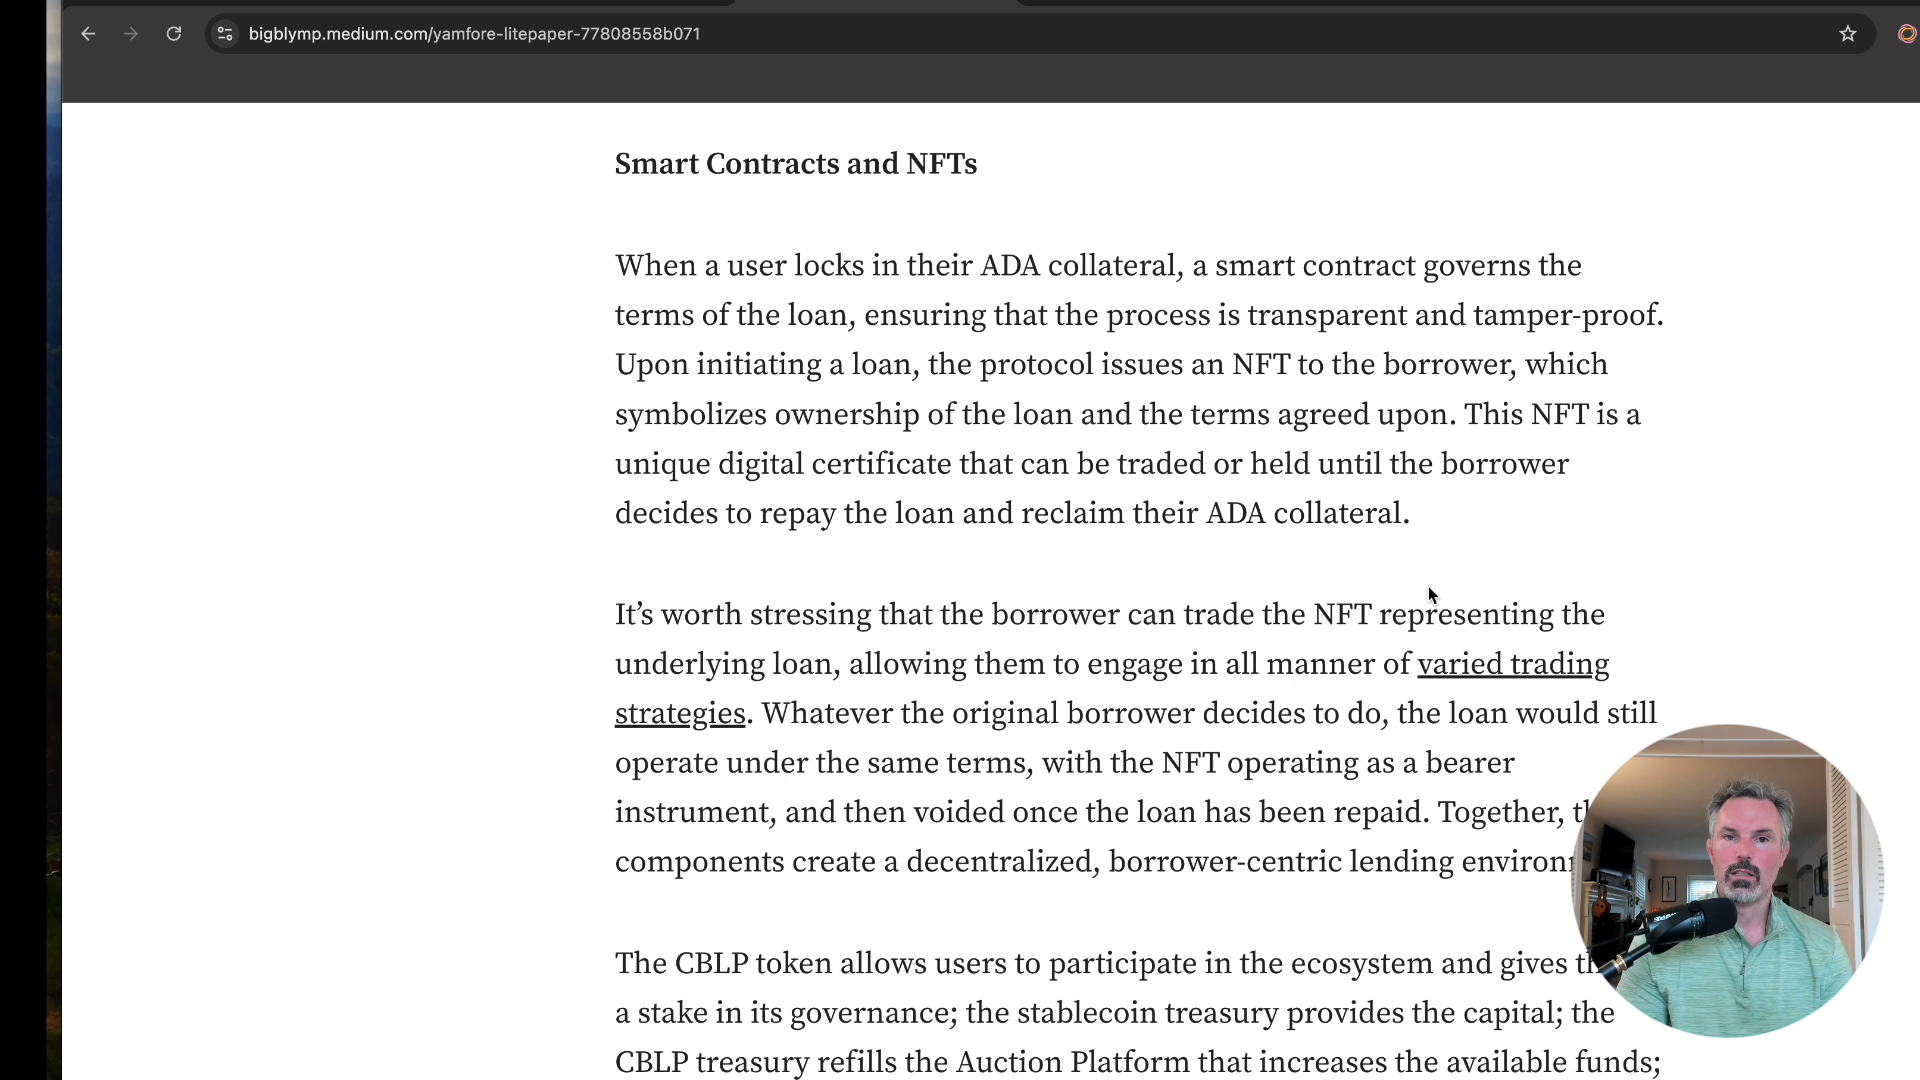 bigblymp.medium.com/yamfore-litepaper-77808558b071
Smart Contracts and NFTs
When a user locks in their ADA collateral, a smart contract governs the
terms of the loan, ensuring that the process is transparent and tamper-proof.
Upon initiating a loan, the protocol issues an NFT to the borrower, which
symbolizes ownership of the loan and the terms agreed upon. This NFT is a
unique digital certificate that can be traded or held until the borrower
decides to repay the loan and reclaim their ADA collateral.
It’s worth stressing that the borrower can trade the NFT representing the
underlying loan, allowing them to engage in all manner of varied trading
strategies. Whatever the original borrower decides to do, the loan would still
operate under the same terms, with the NFT operating as a bearer
instrument, and then voided once the loan has been repaid. Together,
components create a decentralized, borrower-centric lending
The CBLP token allows users to participate in the ecosystem and gives
a stake in its governance; the stablecoin treasury provides the capital; the
CBLP treasury refills the Auction Platform that increases the available funds;